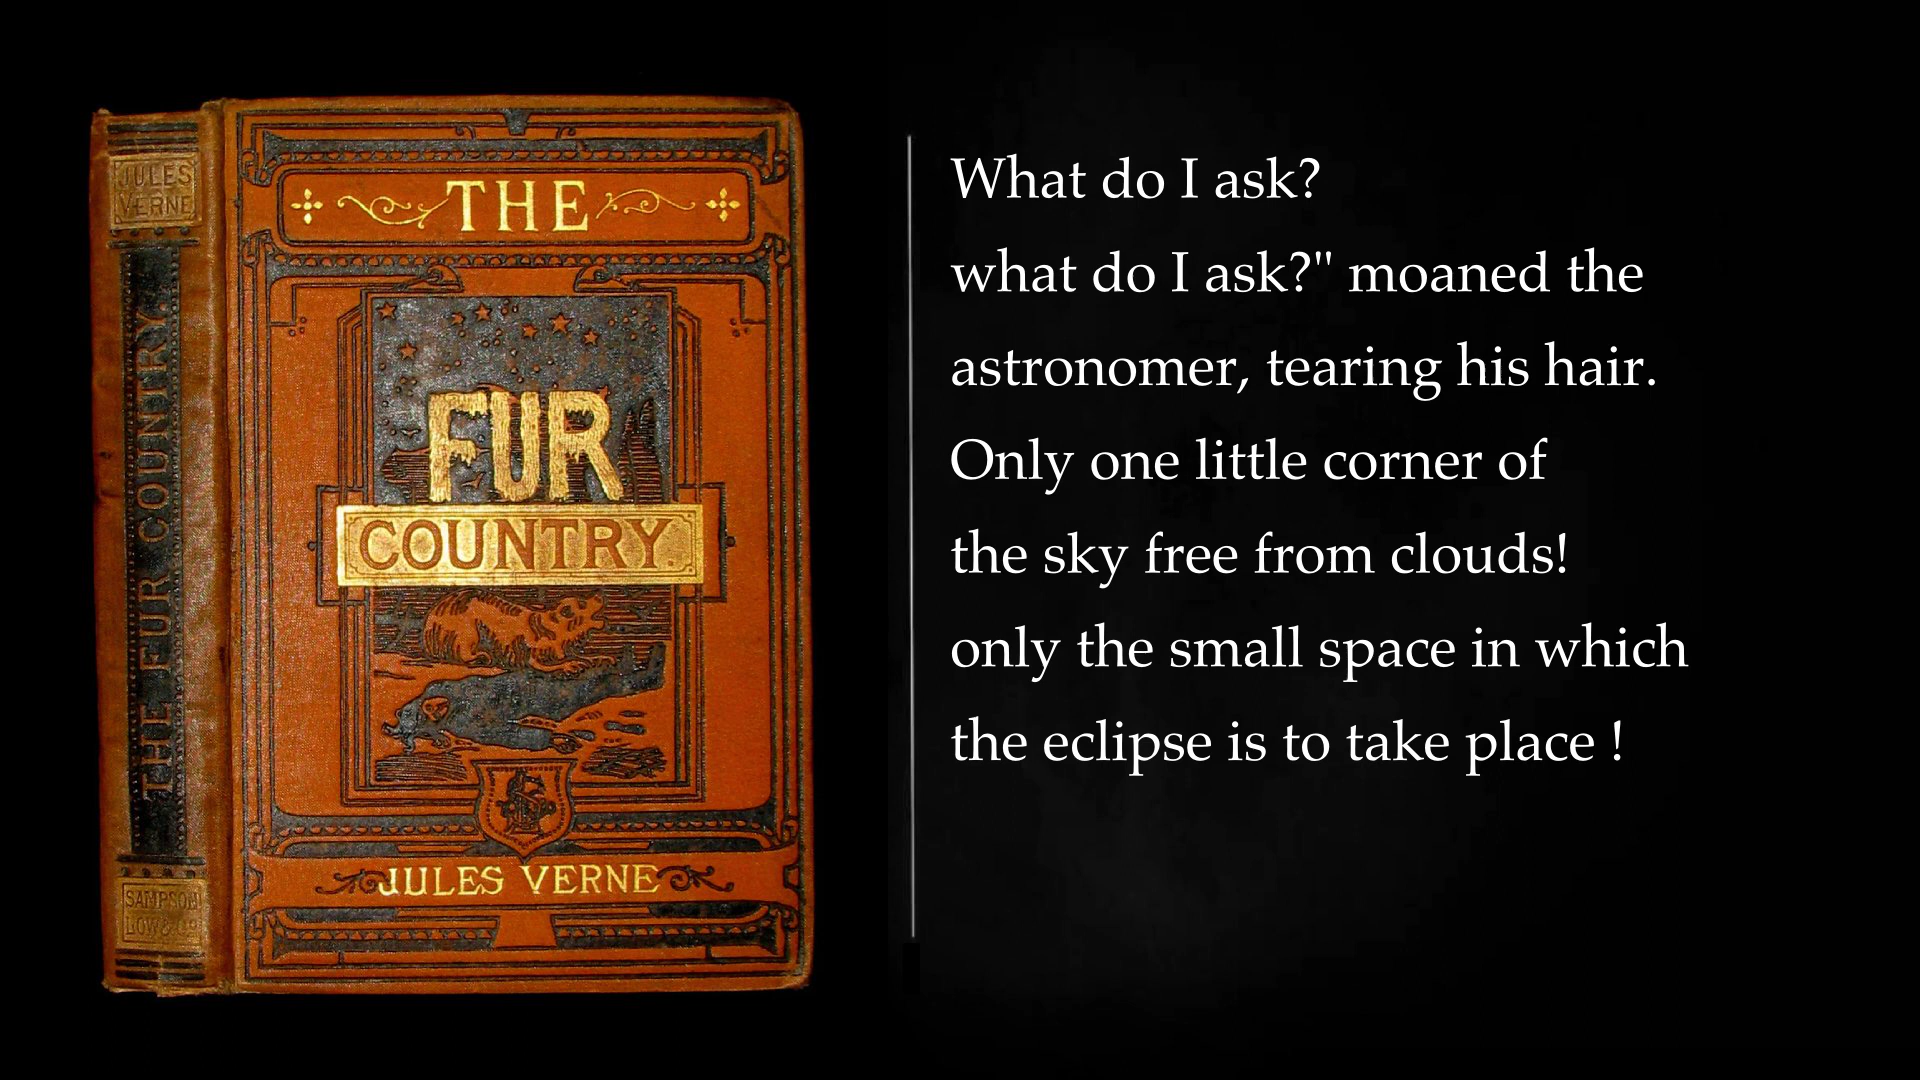 JULES
VERNE
THE FUR COUNTRY.
SAMPSON
LOW & Co
THE
FUR
COUNTRY.
JULES VERNE
What do I ask?
what do I ask?" moaned the
astronomer, tearing his hair.
Only one little corner of
the sky free from clouds!
only the small space in which
the eclipse is to take place !